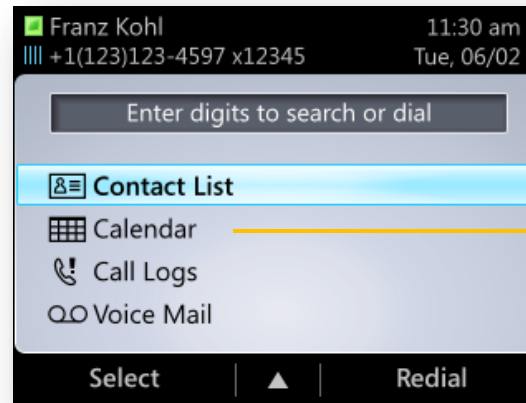 Franz Kohl 11:30 am
+1(123)123-4597 x12345 Tue, 06/02
Enter digits to search or dial
Contact List
Calendar
Call Logs
Voice Mail
Select ▲ Redial